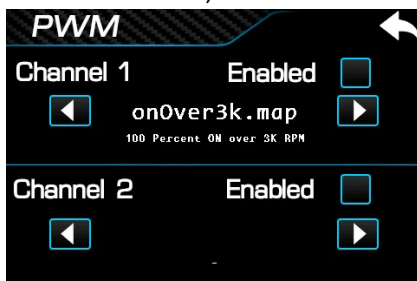 PWM
Channel 1 Enabled
onOver3k.map
100 Percent ON over 3K RPM
Channel 2 Enabled
-